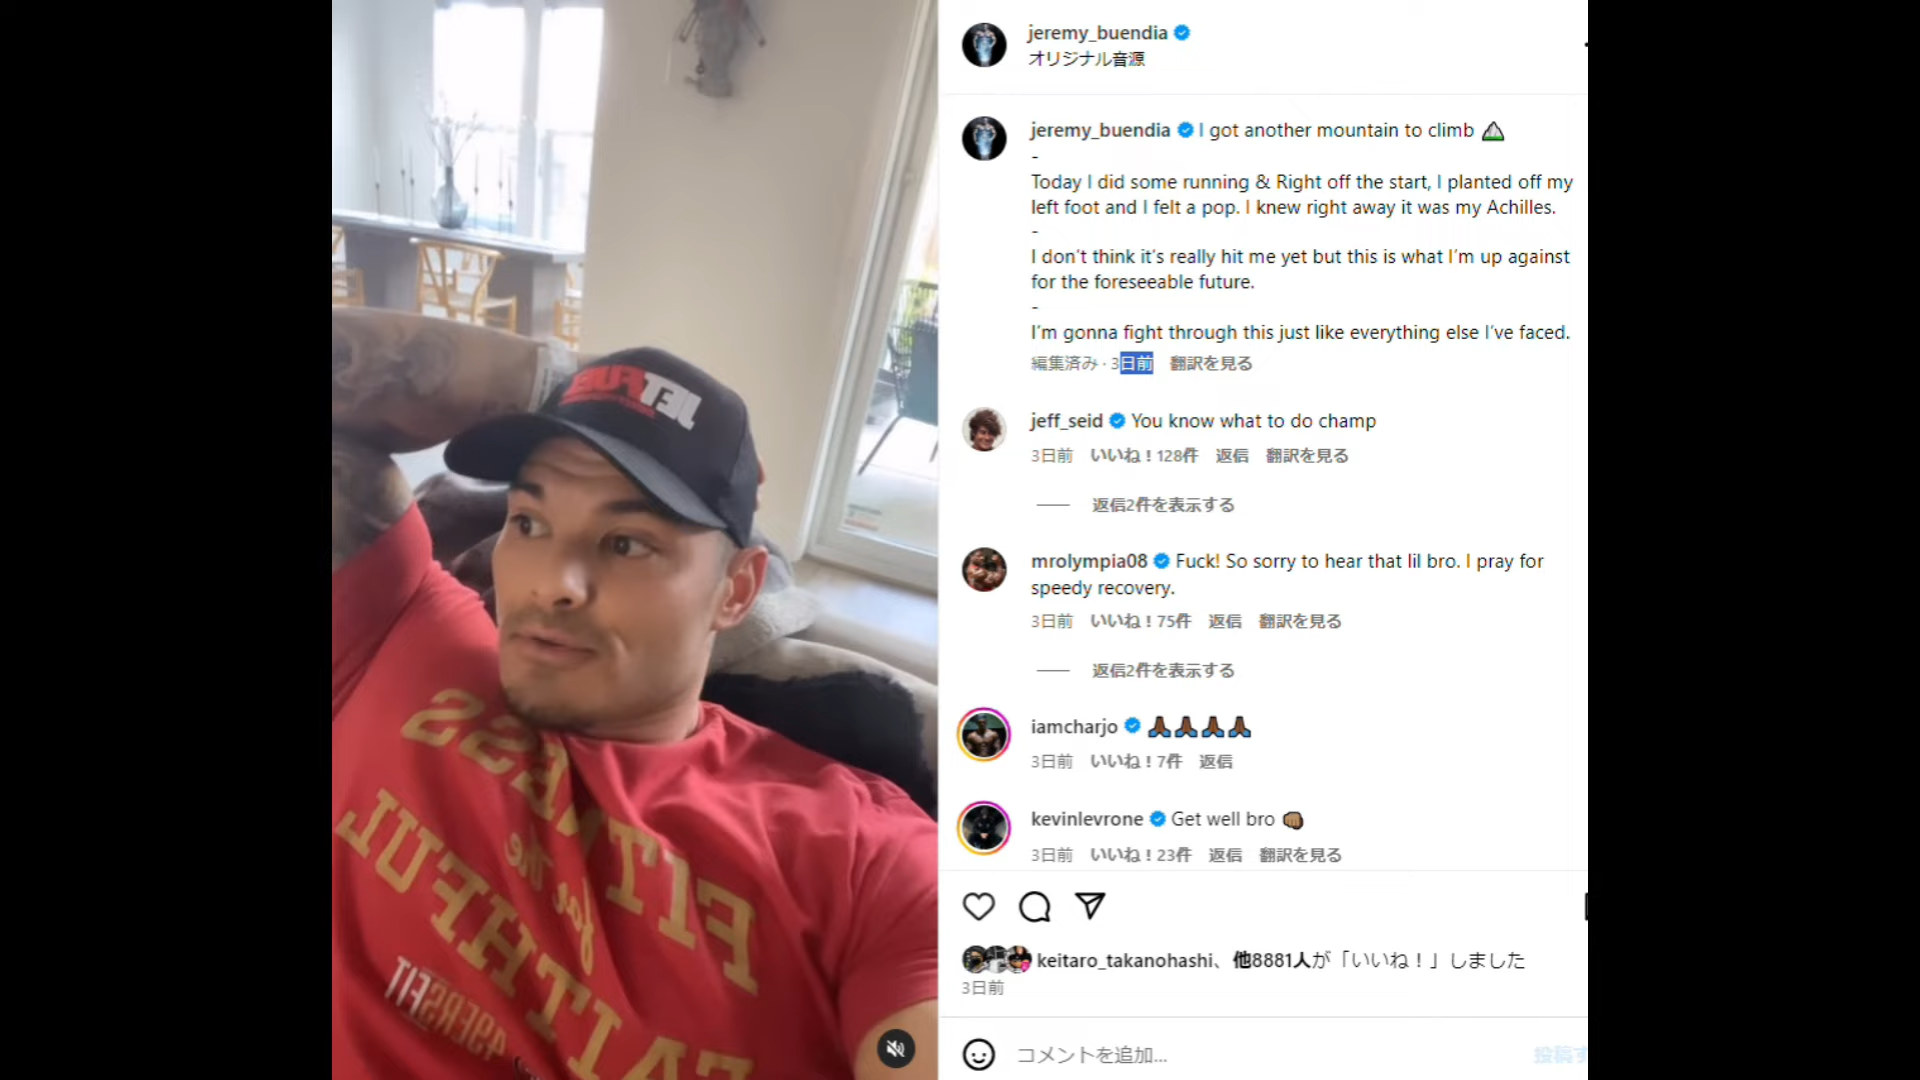 JETFUEL
FITNESS
for the
FAITHFUL
49ERSFIT
jeremy_buendia
オリジナル音源
jeremy_buendia I got another mountain to climb
-
Today I did some running & Right off the start, I planted off my
left foot and I felt a pop. I knew right away it was my Achilles.
-
I don't think it's really hit me yet but this is what I'm up against
for the foreseeable future.
-
I'm gonna fight through this just like everything else I've faced.
編集済み · 3日前 翻訳を見る
jeff_seid You know what to do champ
3日前 いいね！128件 返信 翻訳を見る
返信2件を表示する
mrolympia08 Fuck! So sorry to hear that lil bro. I pray for
speedy recovery.
3日前 いいね！75件 返信 翻訳を見る
返信2件を表示する
iamcharjo 🙏🏾🙏🏾🙏🏾🙏🏾
3日前 いいね！7件 返信
kevinlevrone Get well bro 👊🏽
3日前 いいね！23件 返信 翻訳を見る
keitaro_takanohashi、他8881人が「いいね！」しました
3日前
コメントを追加...
投稿す